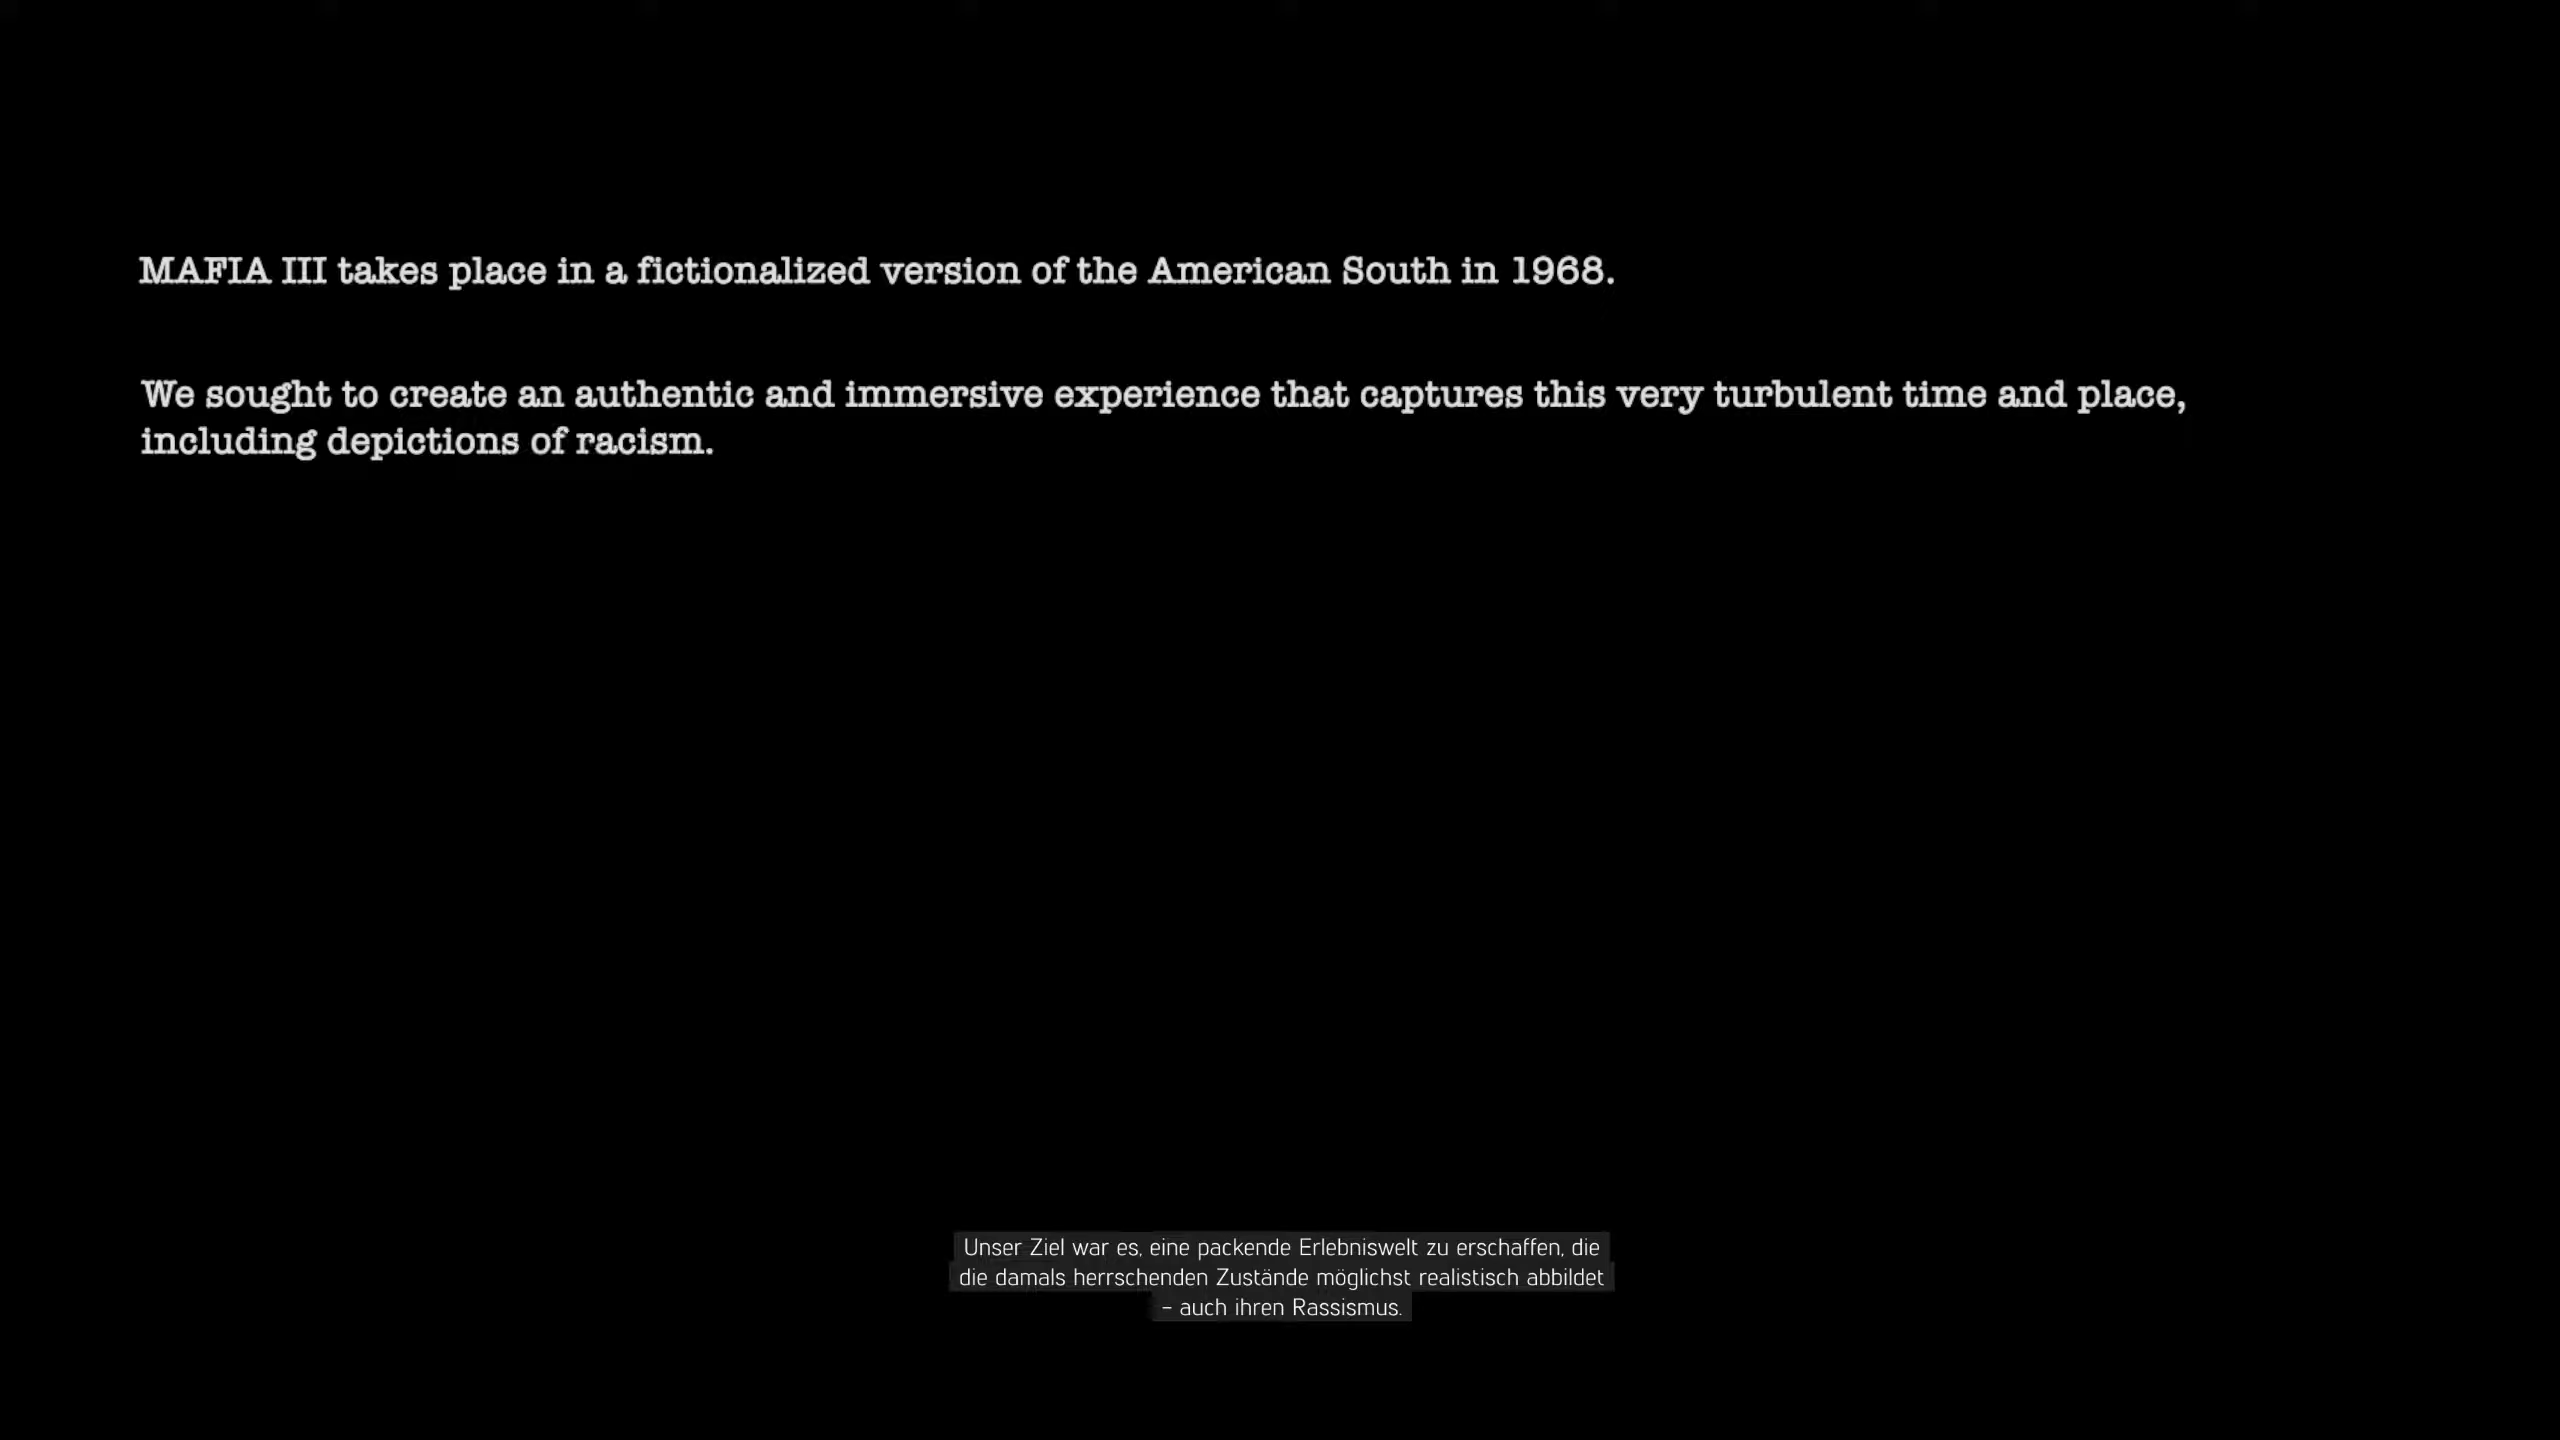 MAFIA III takes place in a fictionalized version of the American South in 1968.
We sought to create an authentic and immersive experience that captures this very turbulent time and place,
including depictions of racism.
Unser Ziel war es, eine packende Erlebniswelt zu erschaffen, die
die damals herrschenden Zustände möglichst realistisch abbildet
– auch ihren Rassismus.